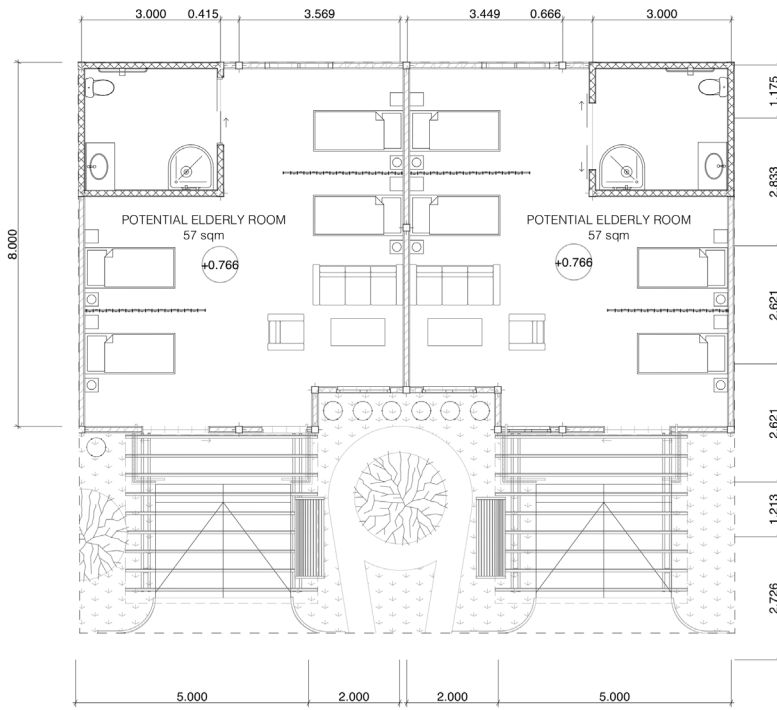 3.000 0.415 3.569 3.449 0.666 3.000
1.175
8.000
2.833
POTENTIAL ELDERLY ROOM
57 sqm
+0.766
POTENTIAL ELDERLY ROOM
57 sqm
+0.766
2.621
2.621
1.213
2.726
5.000 2.000 2.000 5.000